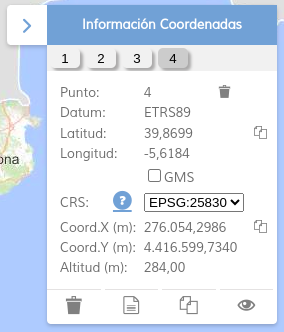 Información Coordenadas
1 2 3 4
Punto: 4
Datum: ETRS89
Latitud: 39,8699
Longitud: -5,6184
GMS
CRS: ? EPSG:25830
Coord.X (m): 276.054,2986
Coord.Y (m): 4.416.599,7340
Altitud (m): 284,00
ona